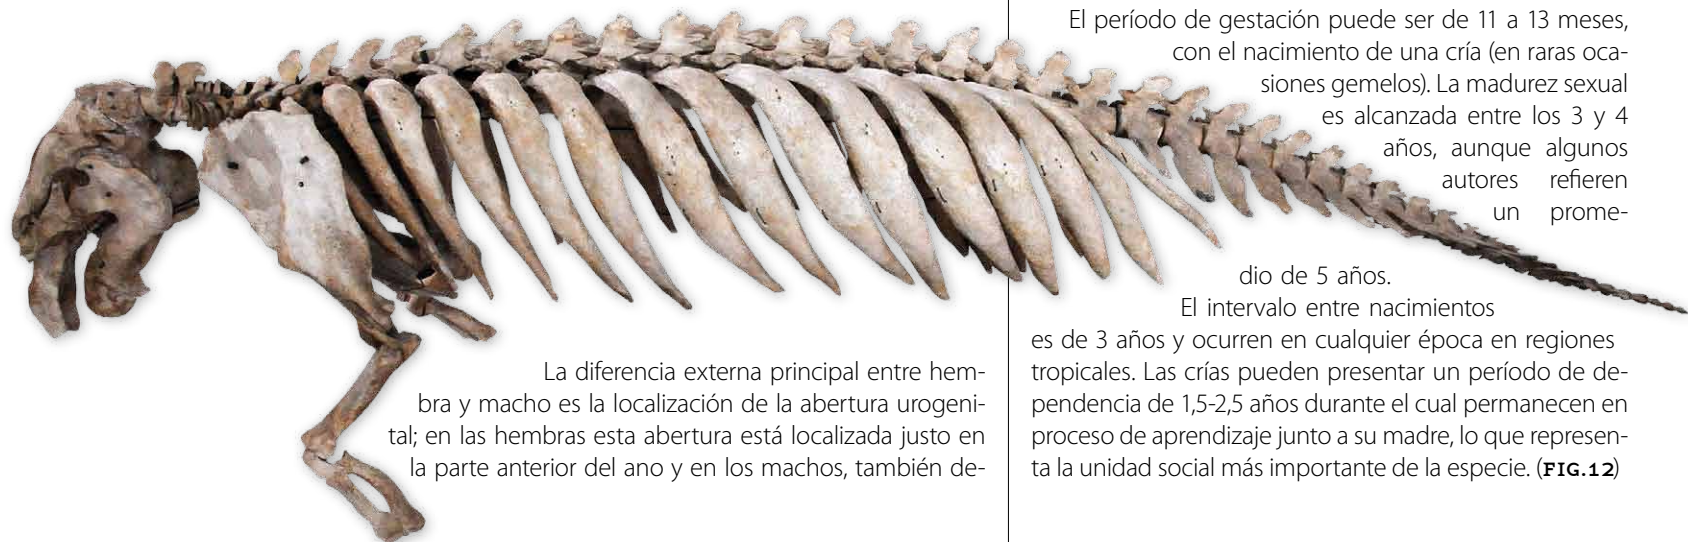 La diferencia externa principal entre hem-
bra y macho es la localización de la abertura urogeni-
tal; en las hembras esta abertura está localizada justo en
la parte anterior del ano y en los machos, también de-
El período de gestación puede ser de 11 a 13 meses,
con el nacimiento de una cría (en raras oca-
siones gemelos). La madurez sexual
es alcanzada entre los 3 y 4
años, aunque algunos
autores refieren
un prome-
dio de 5 años.
El intervalo entre nacimientos
es de 3 años y ocurren en cualquier época en regiones
tropicales. Las crías pueden presentar un período de de-
pendencia de 1,5-2,5 años durante el cual permanecen en
proceso de aprendizaje junto a su madre, lo que represen-
ta la unidad social más importante de la especie. (FIG.12)